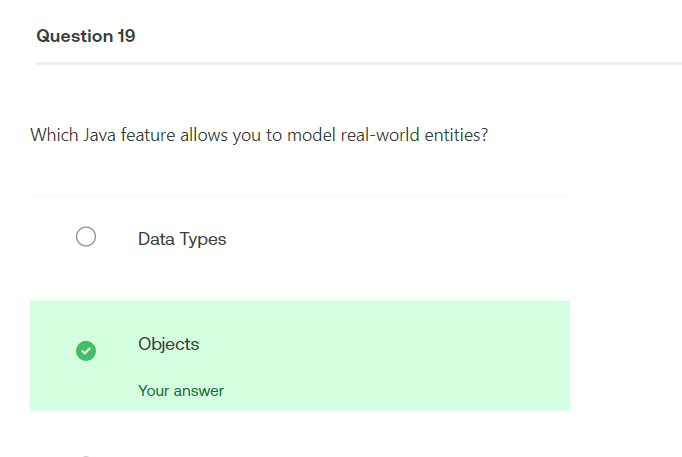 Question 19
Which Java feature allows you to model real-world entities?
Data Types
Objects
Your answer